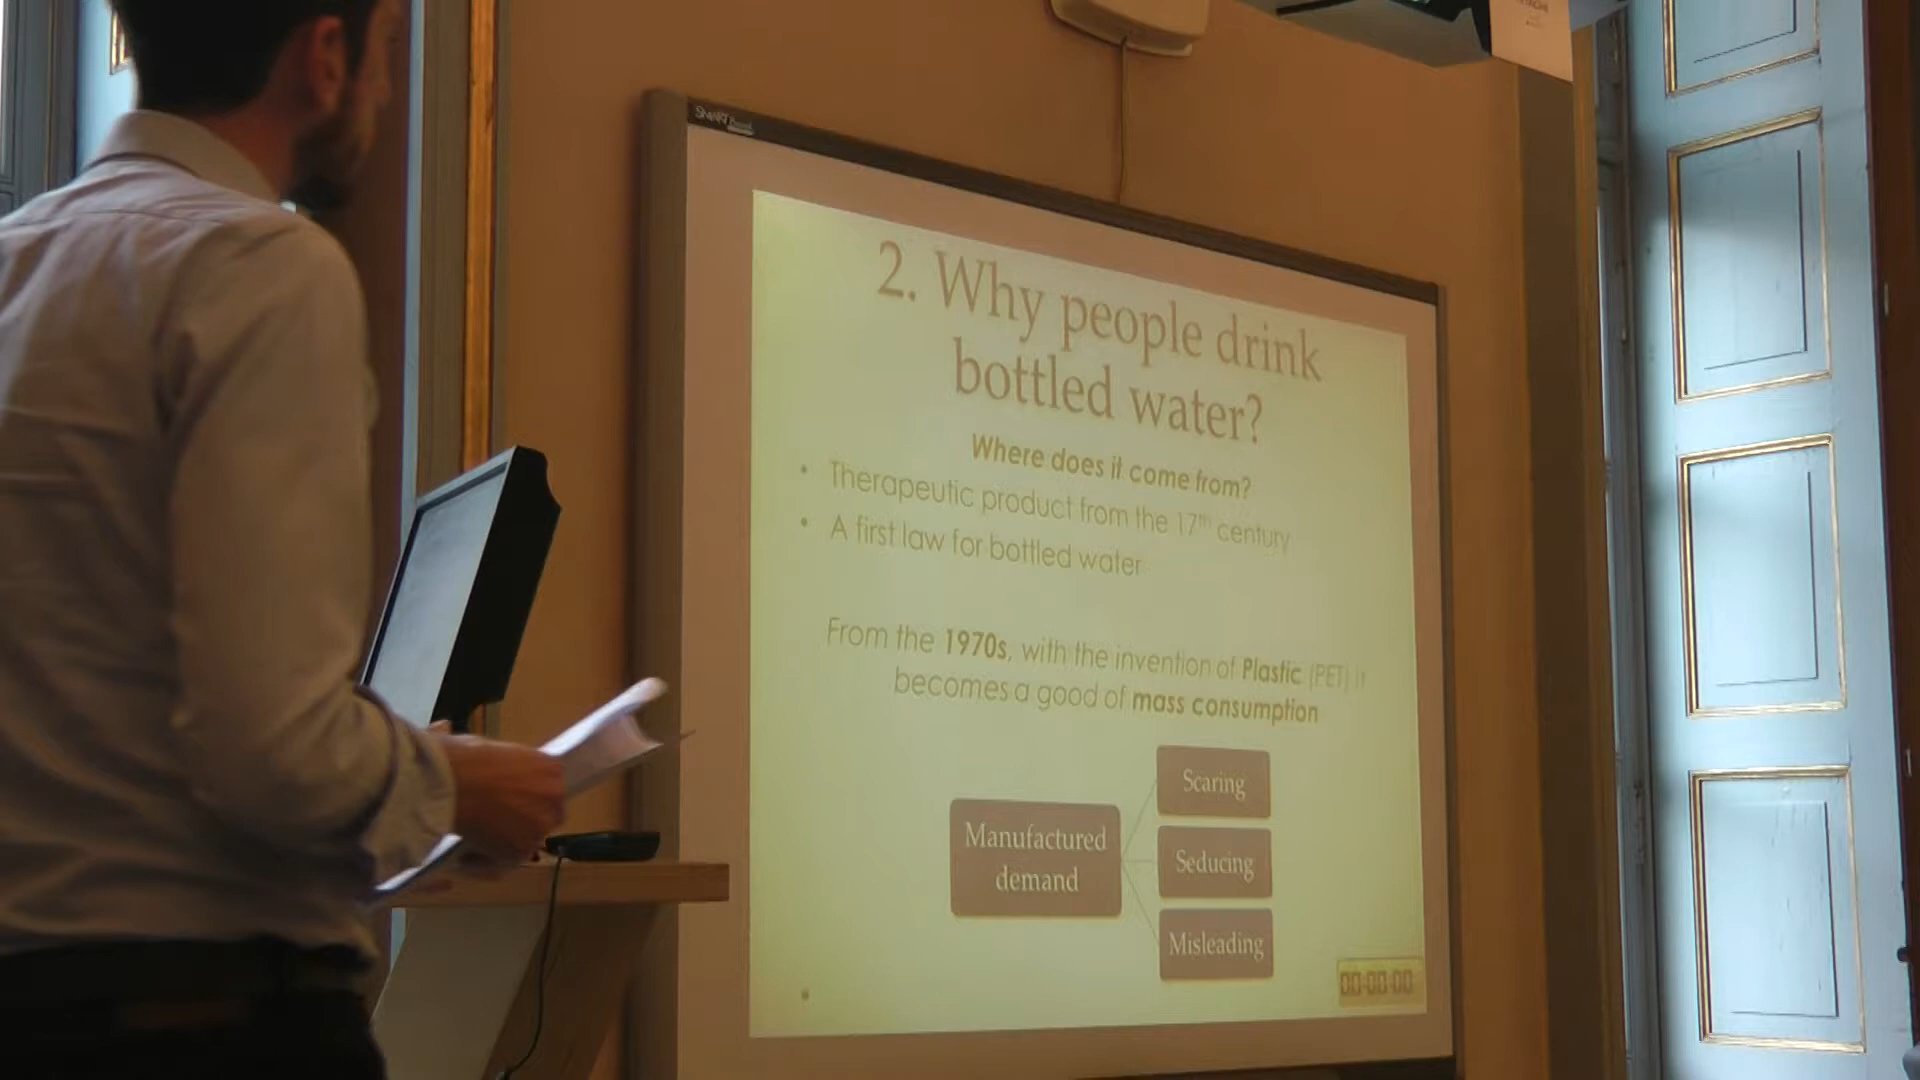 SMART Board
2. Why people drink
bottled water?
Where does it come from?
• Therapeutic product from the 17th century
• A first law for bottled water
From the 1970s, with the invention of Plastic (PET) it
becomes a good of mass consumption
Scaring
Manufactured
demand
Seducing
Misleading
00:00:00